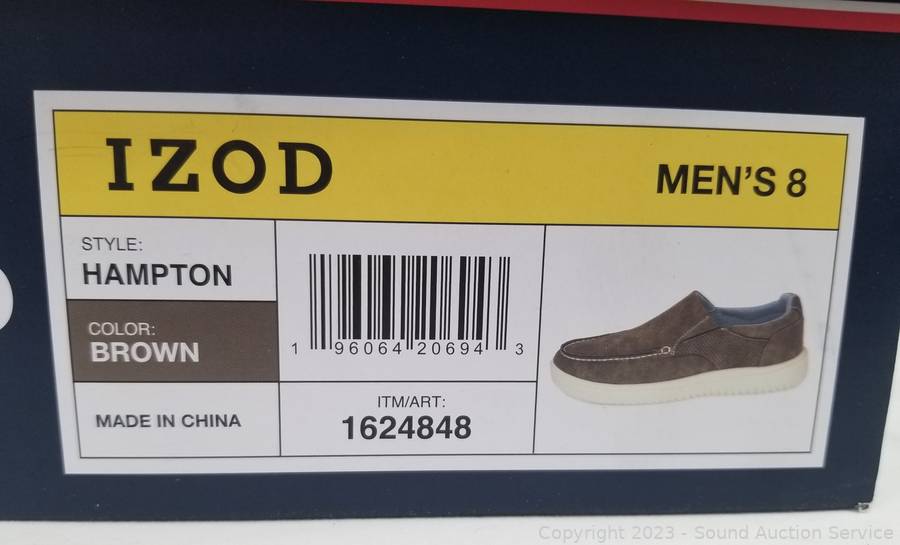 IZOD
MEN'S 8
STYLE:
HAMPTON
COLOR:
BROWN
MADE IN CHINA
1 96064 20694 3
ITM/ART:
1624848
Copyright 2023 - Sound Auction Service